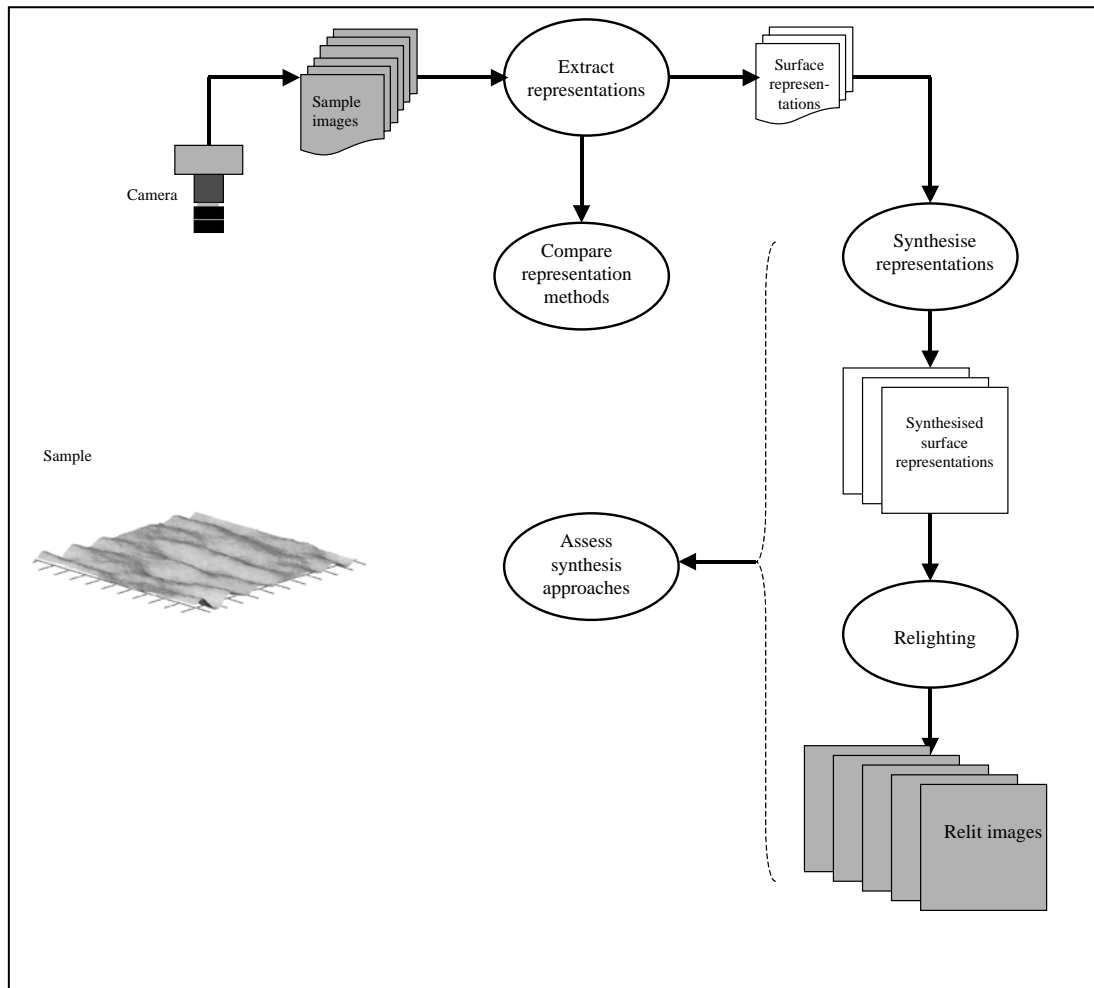 Sample
images
Extract
representations
Surface
represen-
tations
Camera
Compare
representation
methods
Synthesise
representations
Synthesised
surface
representations
Sample
Assess
synthesis
approaches
Relighting
Relit images